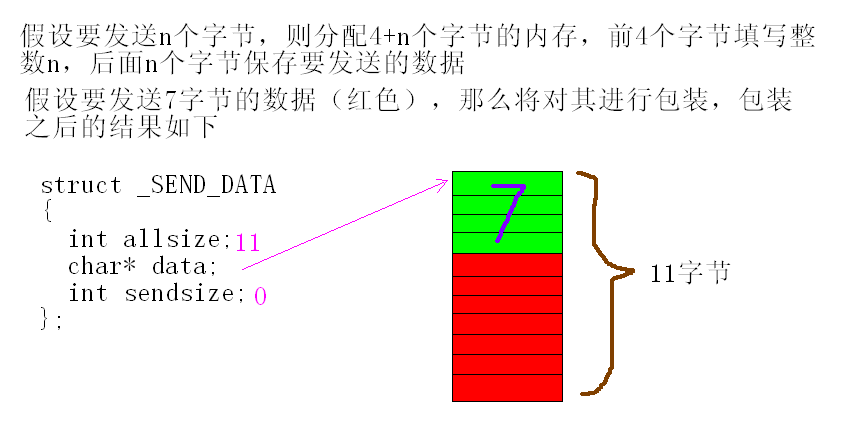 假设要发送n个字节，则分配4+n个字节的内存，前4个字节填写整
数n，后面n个字节保存要发送的数据
假设要发送7字节的数据（红色），那么将对其进行包装，包装
之后的结果如下
struct _SEND_DATA
{
int allsize;11
char* data;
int sendsize;0
};
7
11字节